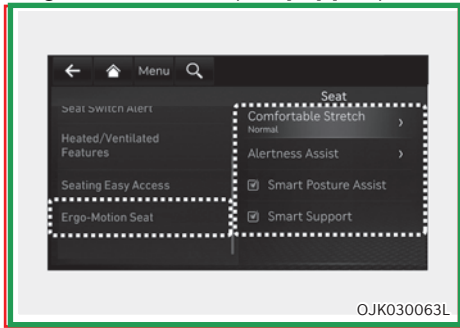 Menu
Seat
Seat Switch Alert
Heated/Ventilated
Features
Seating Easy Access
Ergo-Motion Seat
Comfortable Stretch
Normal
Alertness Assist
Smart Posture Assist
Smart Support
OJK030063L